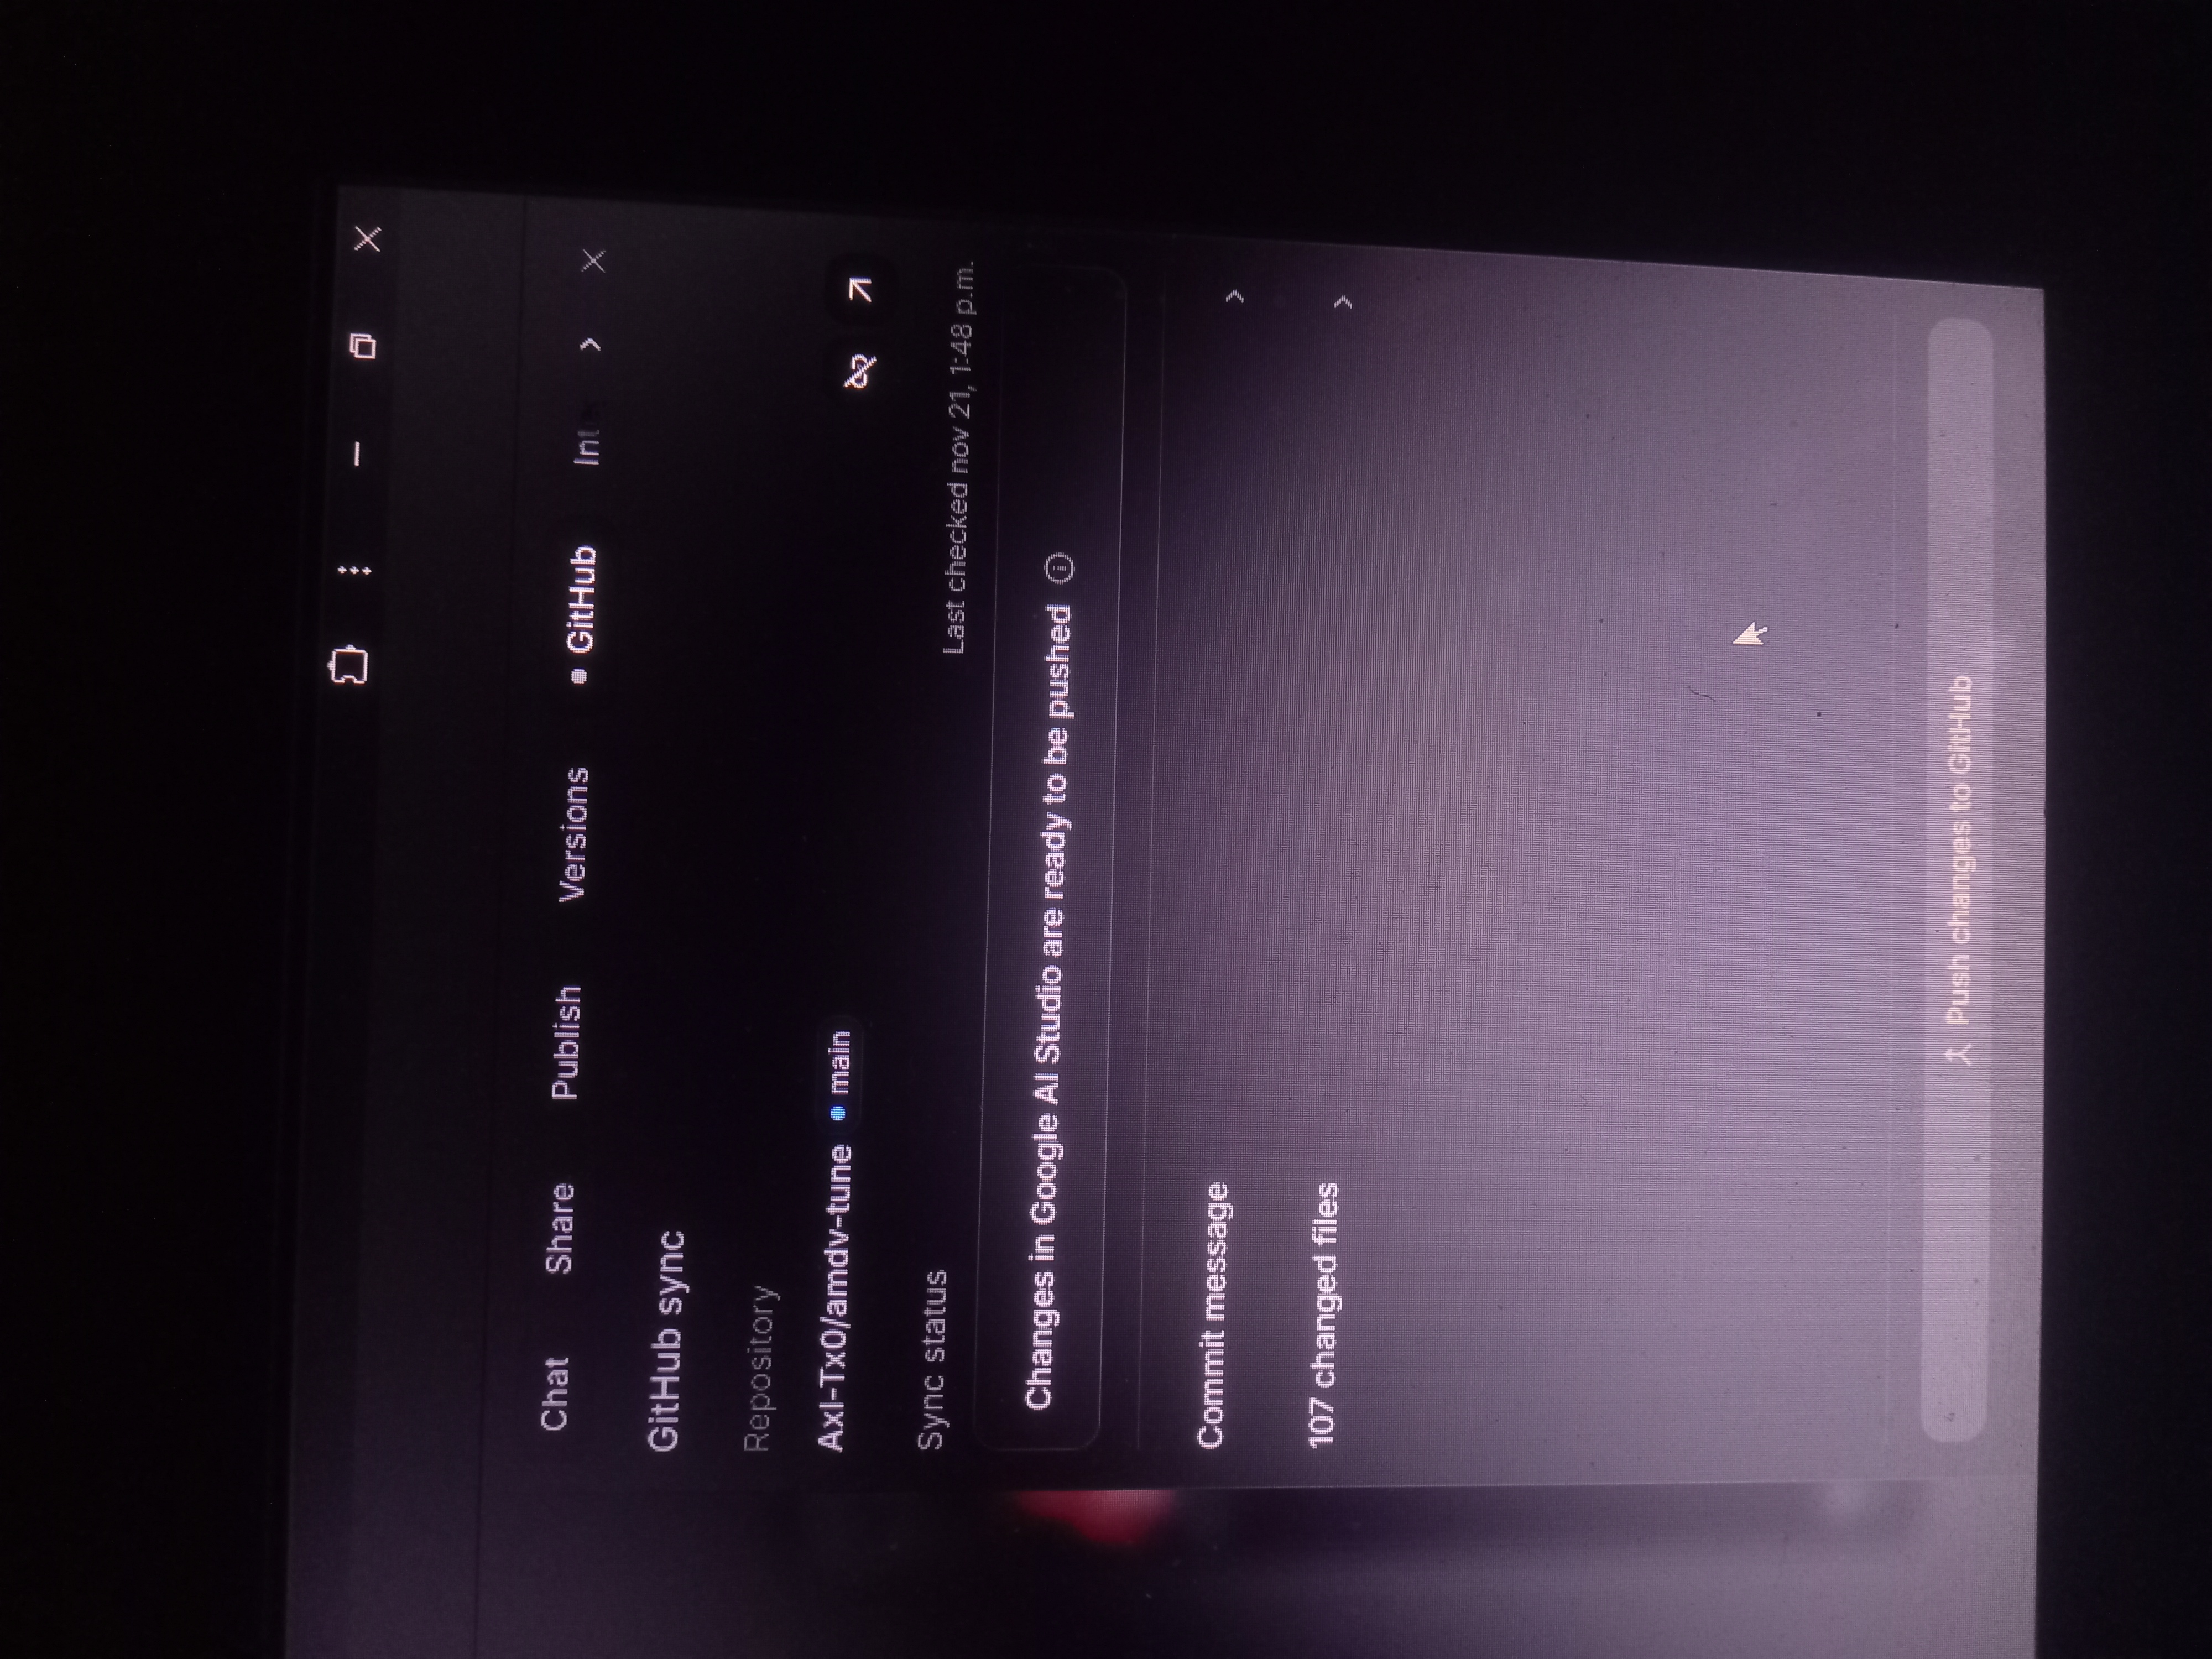 Chat Share Publish Versions GitHub Int
GitHub sync
Repository
Axl-Tx0/amdv-tune main
Sync status
Last checked nov 21, 1:48 p.m.
Changes in Google AI Studio are ready to be pushed
Commit message
107 changed files
Push changes to GitHub